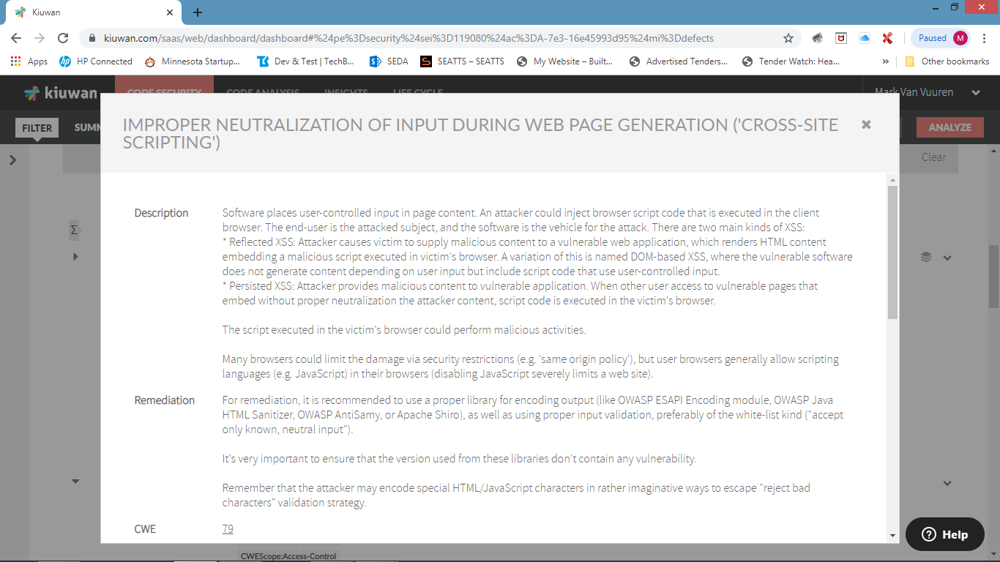 Kiuwan
kiuwan.com/saas/web/dashboard/dashboard#%24pe%3Dsecurity%24sei%3D119080%24ac%3DA-7e3-16e45993d95%24mi%3Ddefects
Paused
M
Apps
HP Connected
Minnesota Startup...
Dev & Test | TechB...
SEDA
SEATTS – SEATTS
My Website – Built...
Advertised Tenders...
Tender Watch: Hea...
»
Other bookmarks
kiuwan
CODE SECURITY
CODE ANALYSIS
INSIGHTS
LIFE CYCLE
Mark Van Vuuren
FILTER
SUMM
ANALYZE
Clear
Σ
IMPROPER NEUTRALIZATION OF INPUT DURING WEB PAGE GENERATION ('CROSS-SITE
SCRIPTING')
Description
Software places user-controlled input in page content. An attacker could inject browser script code that is executed in the client
browser. The end-user is the attacked subject, and the software is the vehicle for the attack. There are two main kinds of XSS:
* Reflected XSS: Attacker causes victim to supply malicious content to a vulnerable web application, which renders HTML content
embedding a malicious script executed in victim's browser. A variation of this is named DOM-based XSS, where the vulnerable software
does not generate content depending on user input but include script code that use user-controlled input.
* Persisted XSS: Attacker provides malicious content to vulnerable application. When other user access to vulnerable pages that
embed without proper neutralization the attacker content, script code is executed in the victim's browser.
The script executed in the victim's browser could perform malicious activities.
Many browsers could limit the damage via security restrictions (e.g. 'same origin policy'), but user browsers generally allow scripting
languages (e.g. JavaScript) in their browsers (disabling JavaScript severely limits a web site).
Remediation
For remediation, it is recommended to use a proper library for encoding output (like OWASP ESAPI Encoding module, OWASP Java
HTML Sanitizer, OWASP AntiSamy, or Apache Shiro), as well as using proper input validation, preferably of the white-list kind ("accept
only known, neutral input").
It's very important to ensure that the version used from these libraries don't contain any vulnerability.
Remember that the attacker may encode special HTML/JavaScript characters in rather imaginative ways to escape "reject bad
characters" validation strategy.
CWE
79
Help
CWEScope:Access-Control